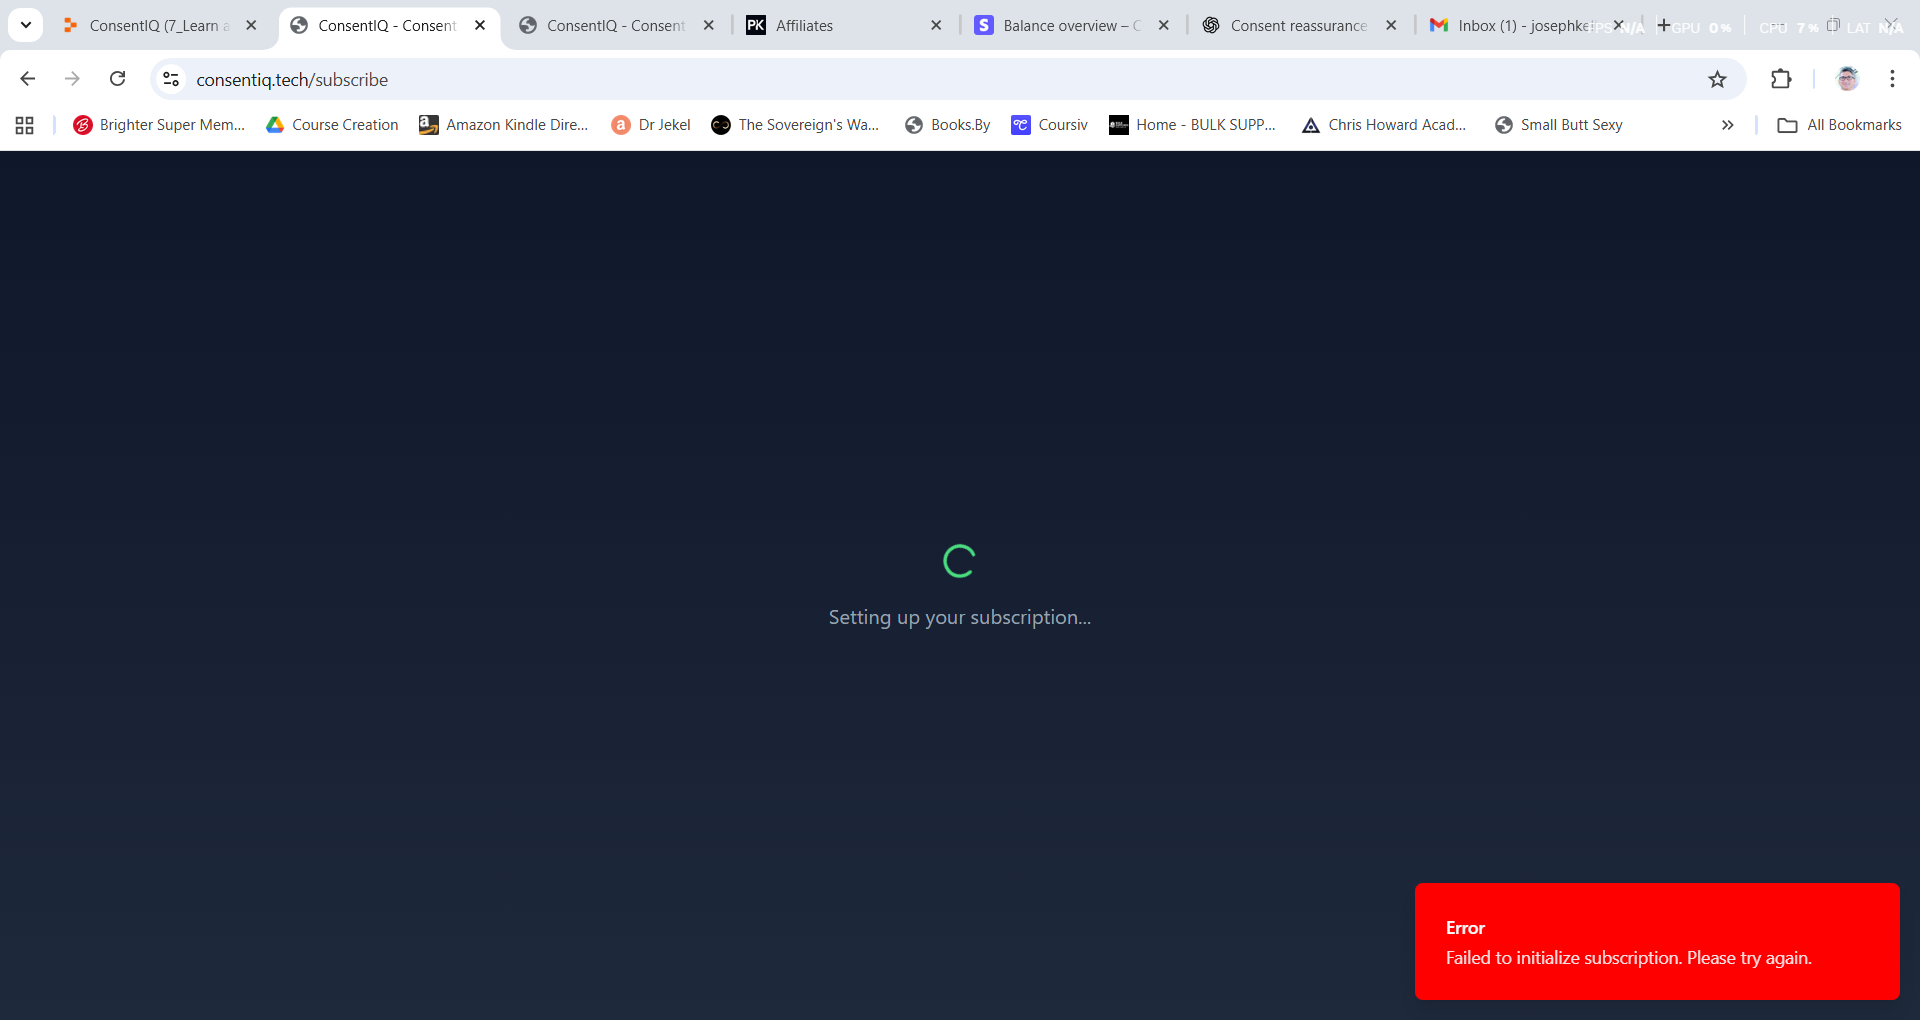 ConsentIQ (7_Learn a
ConsentIQ - Consent
ConsentIQ - Consent
PK Affiliates
S Balance overview – C
Consent reassurance
Inbox (1) - josephke
FPS N/A GPU 0% CPU 7% LAT N/A
consentiq.tech/subscribe
Brighter Super Mem...
Course Creation
Amazon Kindle Dire...
Dr Jekel
The Sovereign's Wa...
Books.By
Coursiv
Home - BULK SUPP...
Chris Howard Acad...
Small Butt Sexy
All Bookmarks
Setting up your subscription...
Error
Failed to initialize subscription. Please try again.